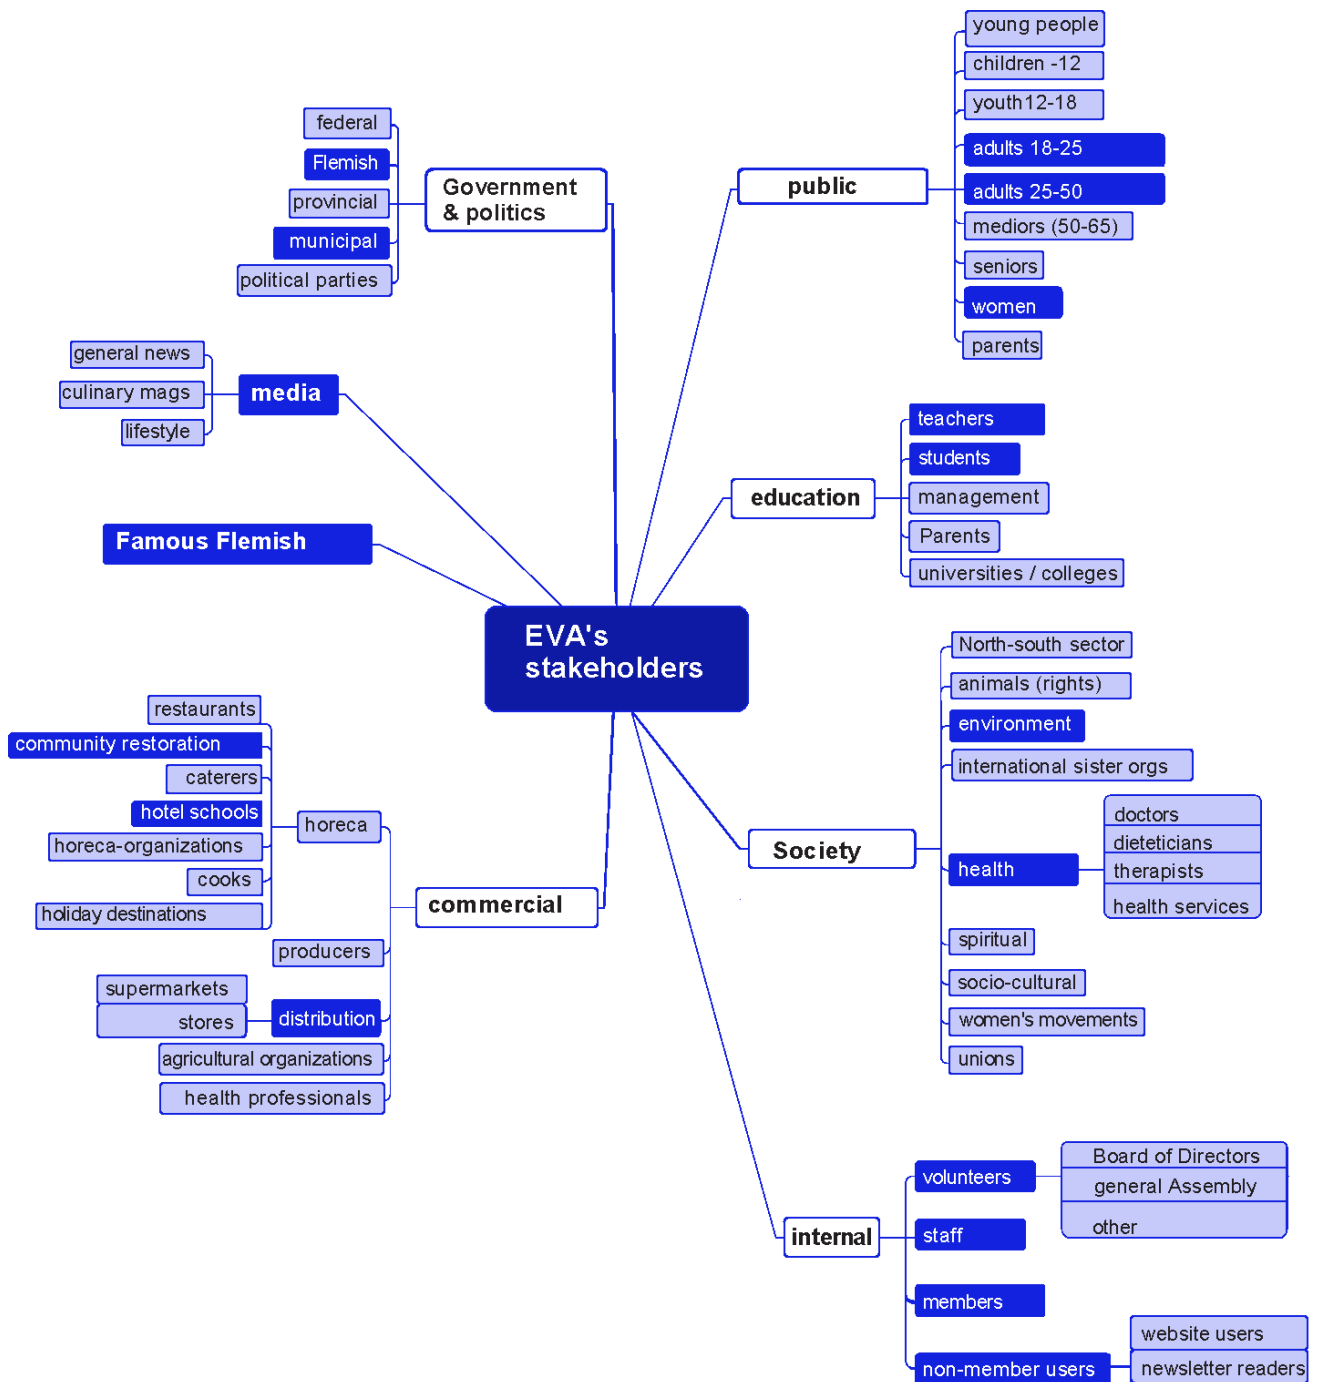 EVA's
stakeholders
Government
& politics
federal
Flemish
provincial
municipal
political parties
media
general news
culinary mags
lifestyle
Famous Flemish
commercial
horeca
restaurants
community restoration
caterers
hotel schools
horeca-organizations
cooks
holiday destinations
producers
distribution
supermarkets
stores
agricultural organizations
health professionals
public
young people
children -12
youth12-18
adults 18-25
adults 25-50
mediors (50-65)
seniors
women
parents
education
teachers
students
management
Parents
universities / colleges
Society
North-south sector
animals (rights)
environment
international sister orgs
health
doctors
dieteticians
therapists
health services
spiritual
socio-cultural
women's movements
unions
internal
volunteers
Board of Directors
general Assembly
other
staff
members
non-member users
website users
newsletter readers